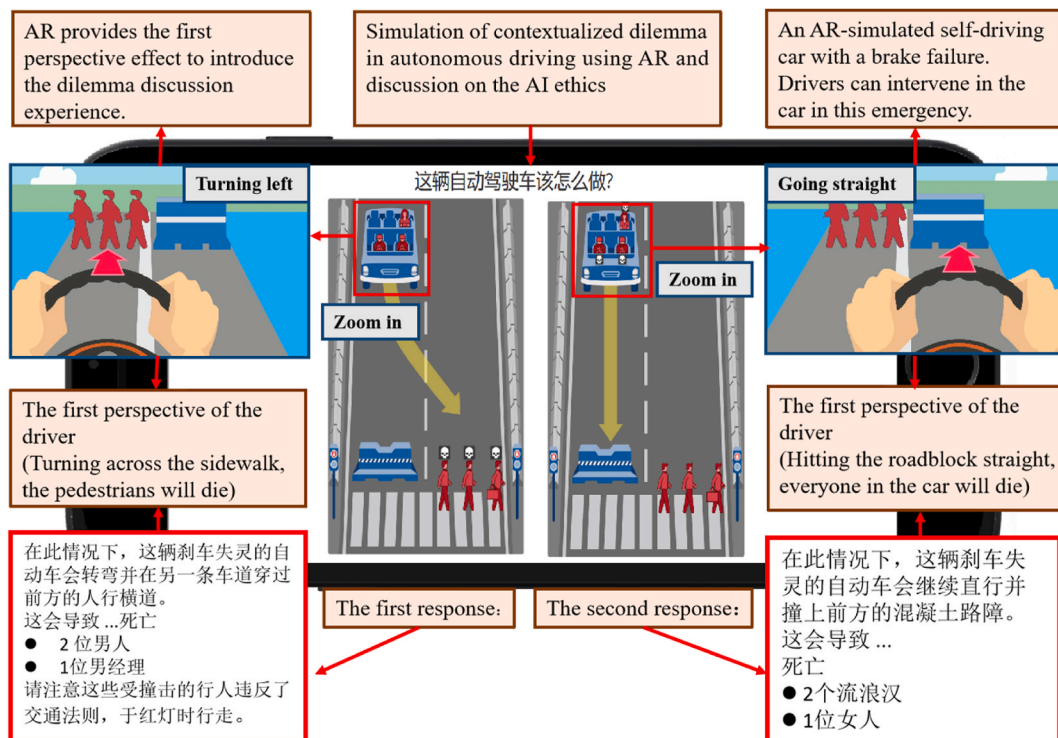 AR provides the first
perspective effect to introduce
the dilemma discussion
experience.
Simulation of contextualized dilemma
in autonomous driving using AR and
discussion on the AI ethics
An AR-simulated self-driving
car with a brake failure.
Drivers can intervene in the
car in this emergency.
Turning left
这辆自动驾驶车该怎么做?
Going straight
Zoom in
Zoom in
The first perspective of the
driver
(Turning across the sidewalk,
the pedestrians will die)
The first perspective of the
driver
(Hitting the roadblock straight,
everyone in the car will die)
在此情况下，这辆刹车失灵的自
动车会转弯并在另一条车道穿过
前方的人行横道。
这会导致 ...死亡
● 2 位男人
● 1位男经理
请注意这些受撞击的行人违反了
交通法则，于红灯时行走。
The first response:
The second response：
在此情况下，这辆刹车失
灵的自动车会继续直行并
撞上前方的混凝土路障。
这会导致 ...
死亡
● 2个流浪汉
● 1位女人